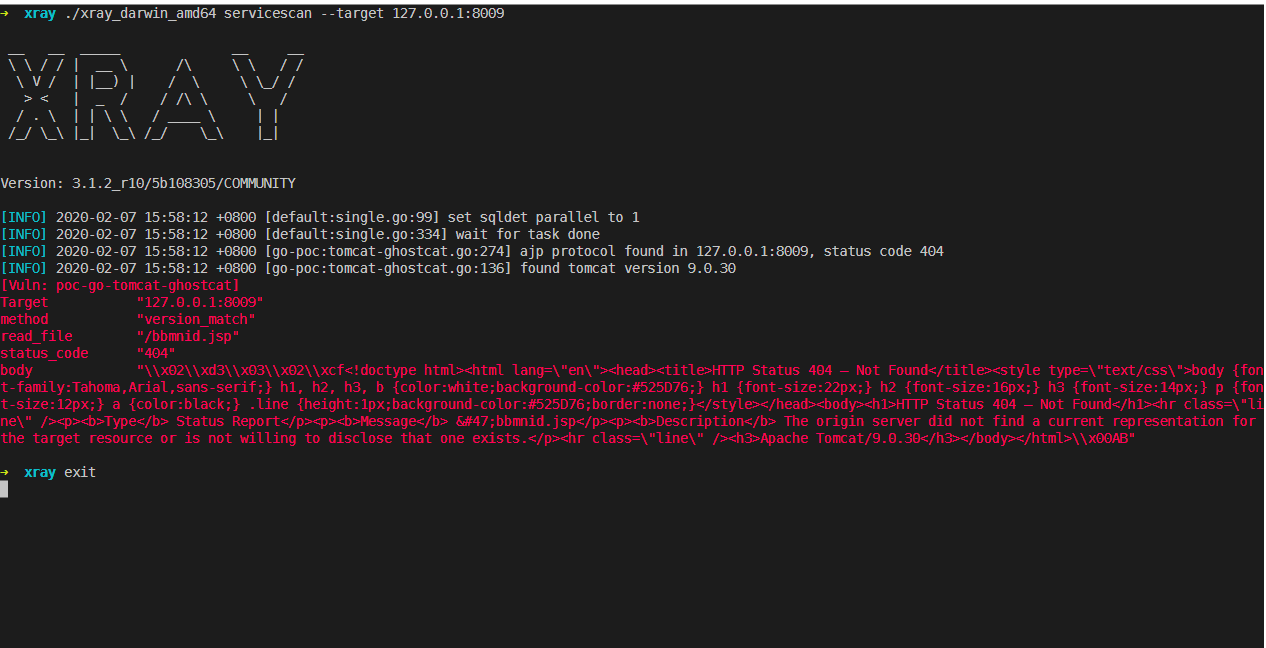 ➜  xray ./xray_darwin_amd64 servicescan --target 127.0.0.1:8009
XRAY
Version: 3.1.2_r10/5b108305/COMMUNITY
[INFO] 2020-02-07 15:58:12 +0800 [default:single.go:99] set sqldet parallel to 1
[INFO] 2020-02-07 15:58:12 +0800 [default:single.go:334] wait for task done
[INFO] 2020-02-07 15:58:12 +0800 [go-poc:tomcat-ghostcat.go:274] ajp protocol found in 127.0.0.1:8009, status code 404
[INFO] 2020-02-07 15:58:12 +0800 [go-poc:tomcat-ghostcat.go:136] found tomcat version 9.0.30
[Vuln: poc-go-tomcat-ghostcat]
Target           "127.0.0.1:8009"
method           "version_match"
read_file        "/bbmnid.jsp"
status_code      "404"
body             "\\x02\\xd3\\x03\\x02\\xcf<!doctype html><html lang=\"en\"><head><title>HTTP Status 404 – Not Found</title><style type=\"text/css\">body {fon
t-family:Tahoma,Arial,sans-serif;} h1, h2, h3, b {color:white;background-color:#525D76;} h1 {font-size:22px;} h2 {font-size:16px;} h3 {font-size:14px;} p {fon
t-size:12px;} a {color:black;} .line {height:1px;background-color:#525D76;border:none;}</style></head><body><h1>HTTP Status 404 – Not Found</h1><hr class=\"li
ne\" /><p><b>Type</b> Status Report</p><p><b>Message</b> &#47;bbmnid.jsp</p><p><b>Description</b> The origin server did not find a current representation for
the target resource or is not willing to disclose that one exists.</p><hr class=\"line\" /><h3>Apache Tomcat/9.0.30</h3></body></html>\\x00AB"
➜  xray exit